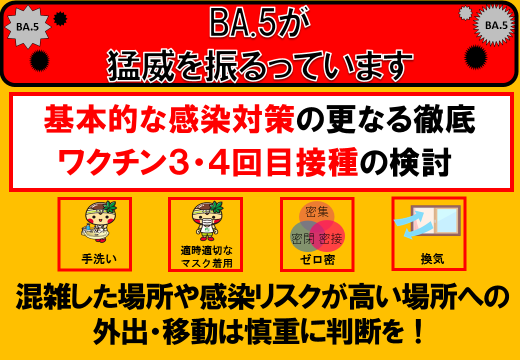 BA.5
BA.5が
BA.5
猛威を振るっています
基本的な感染対策の更なる徹底
ワクチン3・4回目接種の検討
手洗い
適時適切な
マスク着用
密集
密閉 密接
ゼロ密
換気
混雑した場所や感染リスクが高い場所への
外出・移動は慎重に判断を！